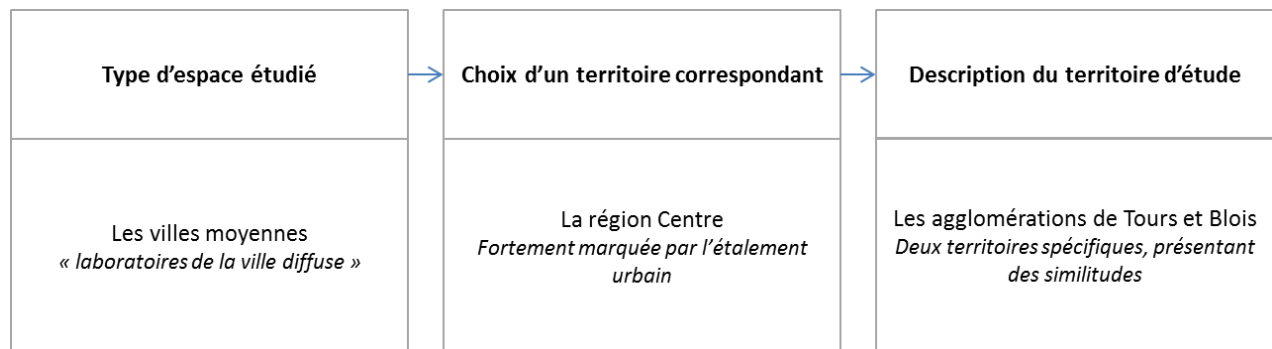 Type d’espace étudié
Choix d’un territoire correspondant
Description du territoire d’étude
Les villes moyennes
« laboratoires de la ville diffuse »
La région Centre
Fortement marquée par l’étalement
urbain
Les agglomérations de Tours et Blois
Deux territoires spécifiques, présentant
des similitudes